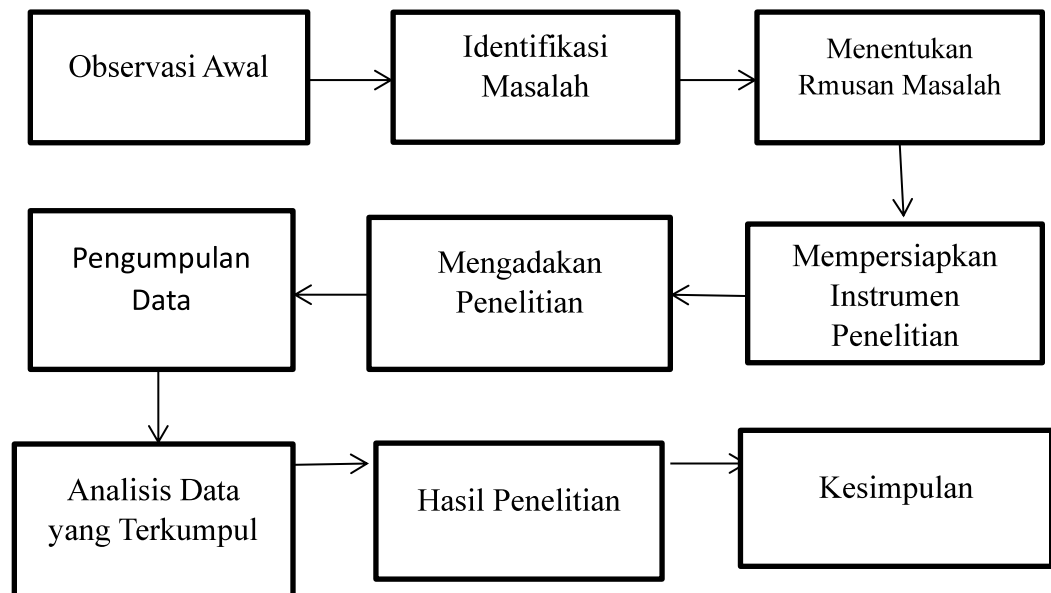 Observasi Awal
Identifikasi
Masalah
Menentukan
Rmusan Masalah
Mempersiapkan
Instrumen
Penelitian
Mengadakan
Penelitian
Pengumpulan
Data
Analisis Data
yang Terkumpul
Hasil Penelitian
Kesimpulan